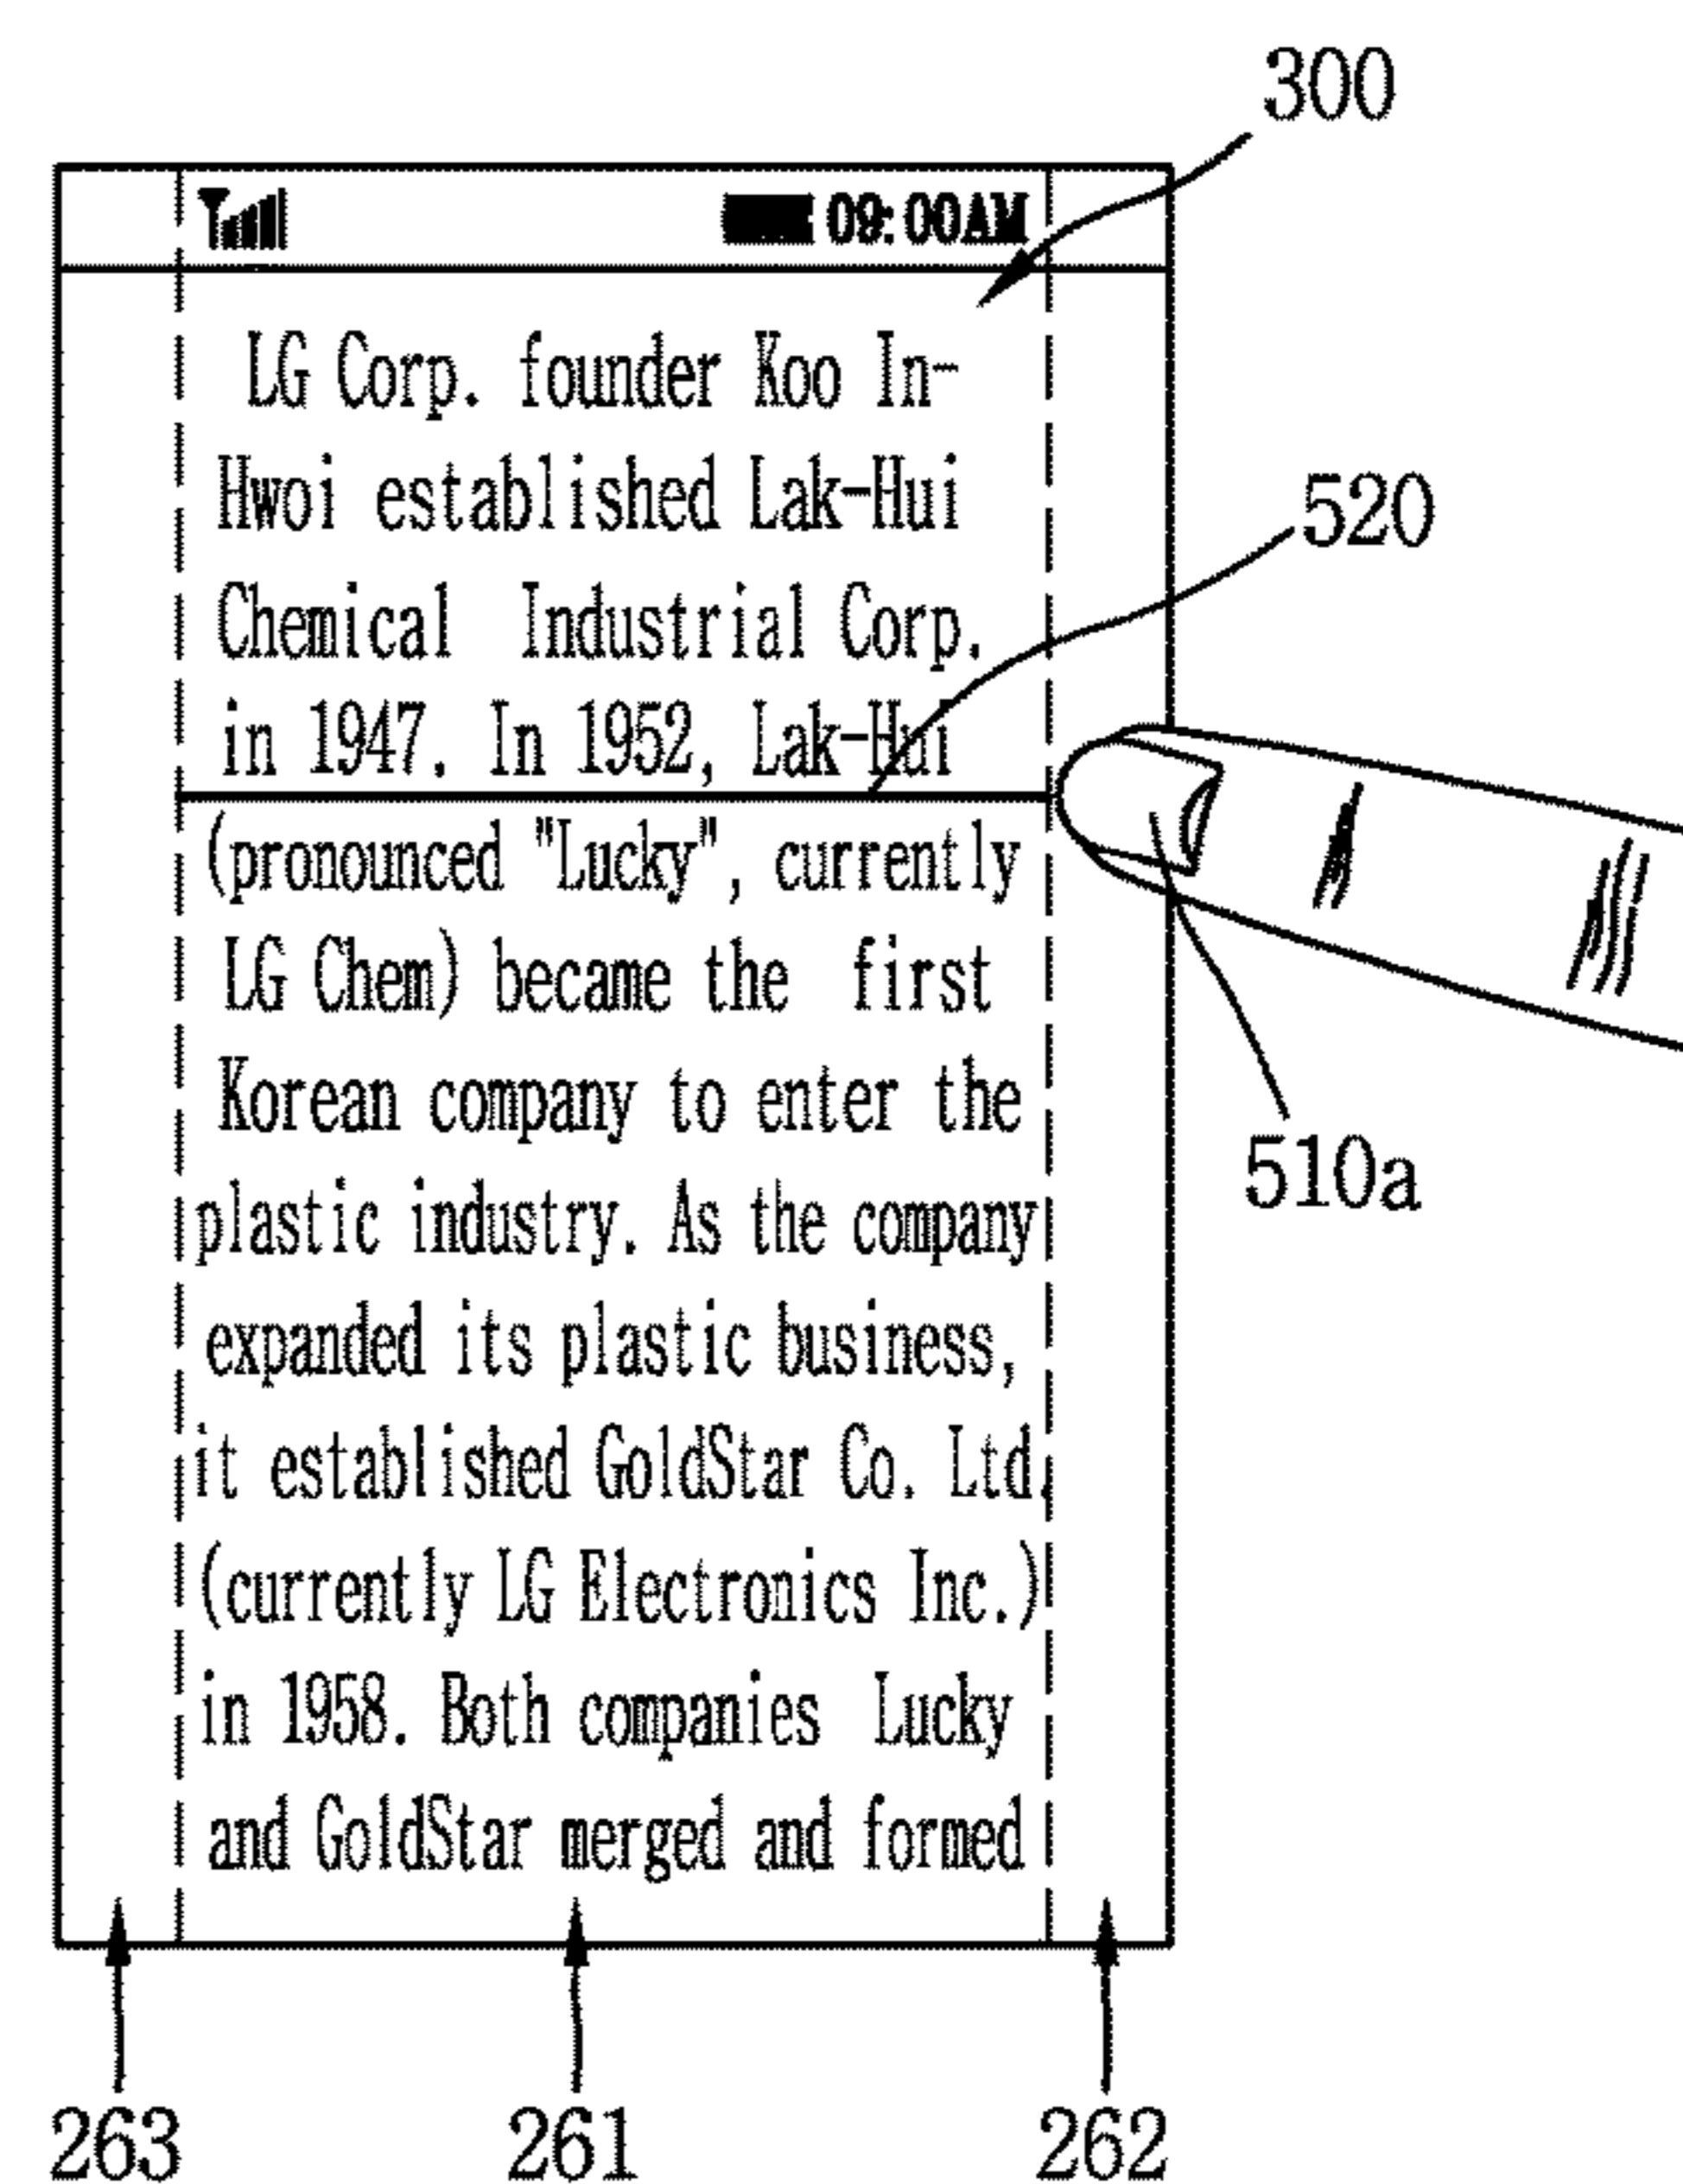 300
09:00AM
LG Corp. founder Koo In-
Hwoi established Lak-Hui
520
Chemical Industrial Corp.
in 1947. In 1952, Lak-Hui
(pronounced "Lucky", currently
LG Chem) became the first
Korean company to enter the
510a
plastic industry. As the company
expanded its plastic business,
it established GoldStar Co. Ltd.
(currently LG Electronics Inc.)
in 1958. Both companies Lucky
and GoldStar merged and formed
263 261 262